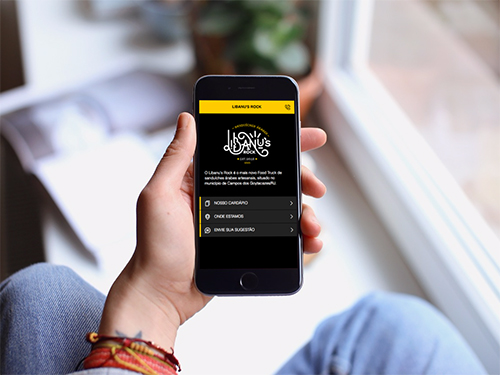 LIBANU'S ROCK
LIBANU'S
ROCK
EST. 2012
O Libanu's Rock é o mais novo Food Truck de
sanduíches árabes artesanais, situado no
município de Campos dos Goytacazes/RJ
NOSSO CARDÁPIO
ONDE ESTAMOS
ENVIE SUA SUGESTÃO